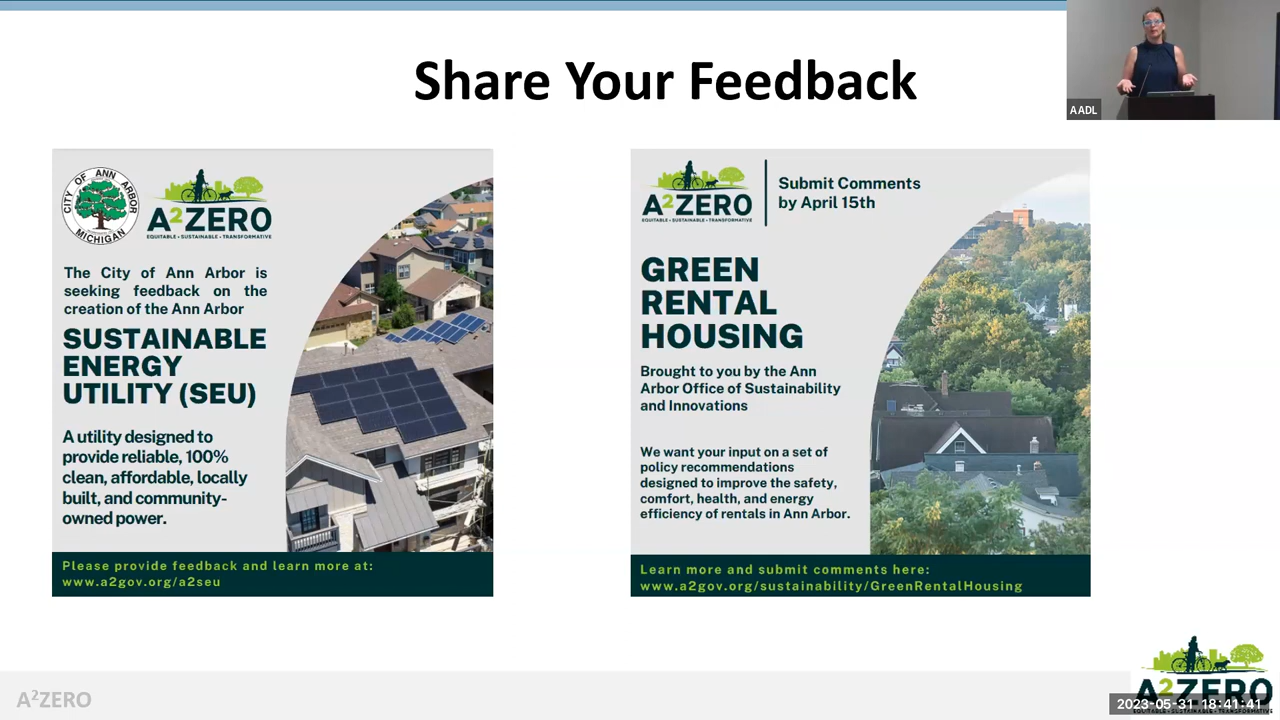 Share Your Feedback
AADL
CITY OF ANN ARBOR
MICHIGAN
A²ZERO
EQUITABLE • SUSTAINABLE • TRANSFORMATIVE
The City of Ann Arbor is
seeking feedback on the
creation of the Ann Arbor
SUSTAINABLE
ENERGY
UTILITY (SEU)
A utility designed to
provide reliable, 100%
clean, affordable, locally
built, and community-
owned power.
Please provide feedback and learn more at:
www.a2gov.org/a2seu
A²ZERO
EQUITABLE • SUSTAINABLE • TRANSFORMATIVE
Submit Comments
by April 15th
GREEN
RENTAL
HOUSING
Brought to you by the Ann
Arbor Office of Sustainability
and Innovations
We want your input on a set of
policy recommendations
designed to improve the safety,
comfort, health, and energy
efficiency of rentals in Ann Arbor.
Learn more and submit comments here:
www.a2gov.org/sustainability/GreenRentalHousing
A²ZERO
A²ZERO
EQUITABLE • SUSTAINABLE • TRANSFORMATIVE
2023-05-31 18:41:41